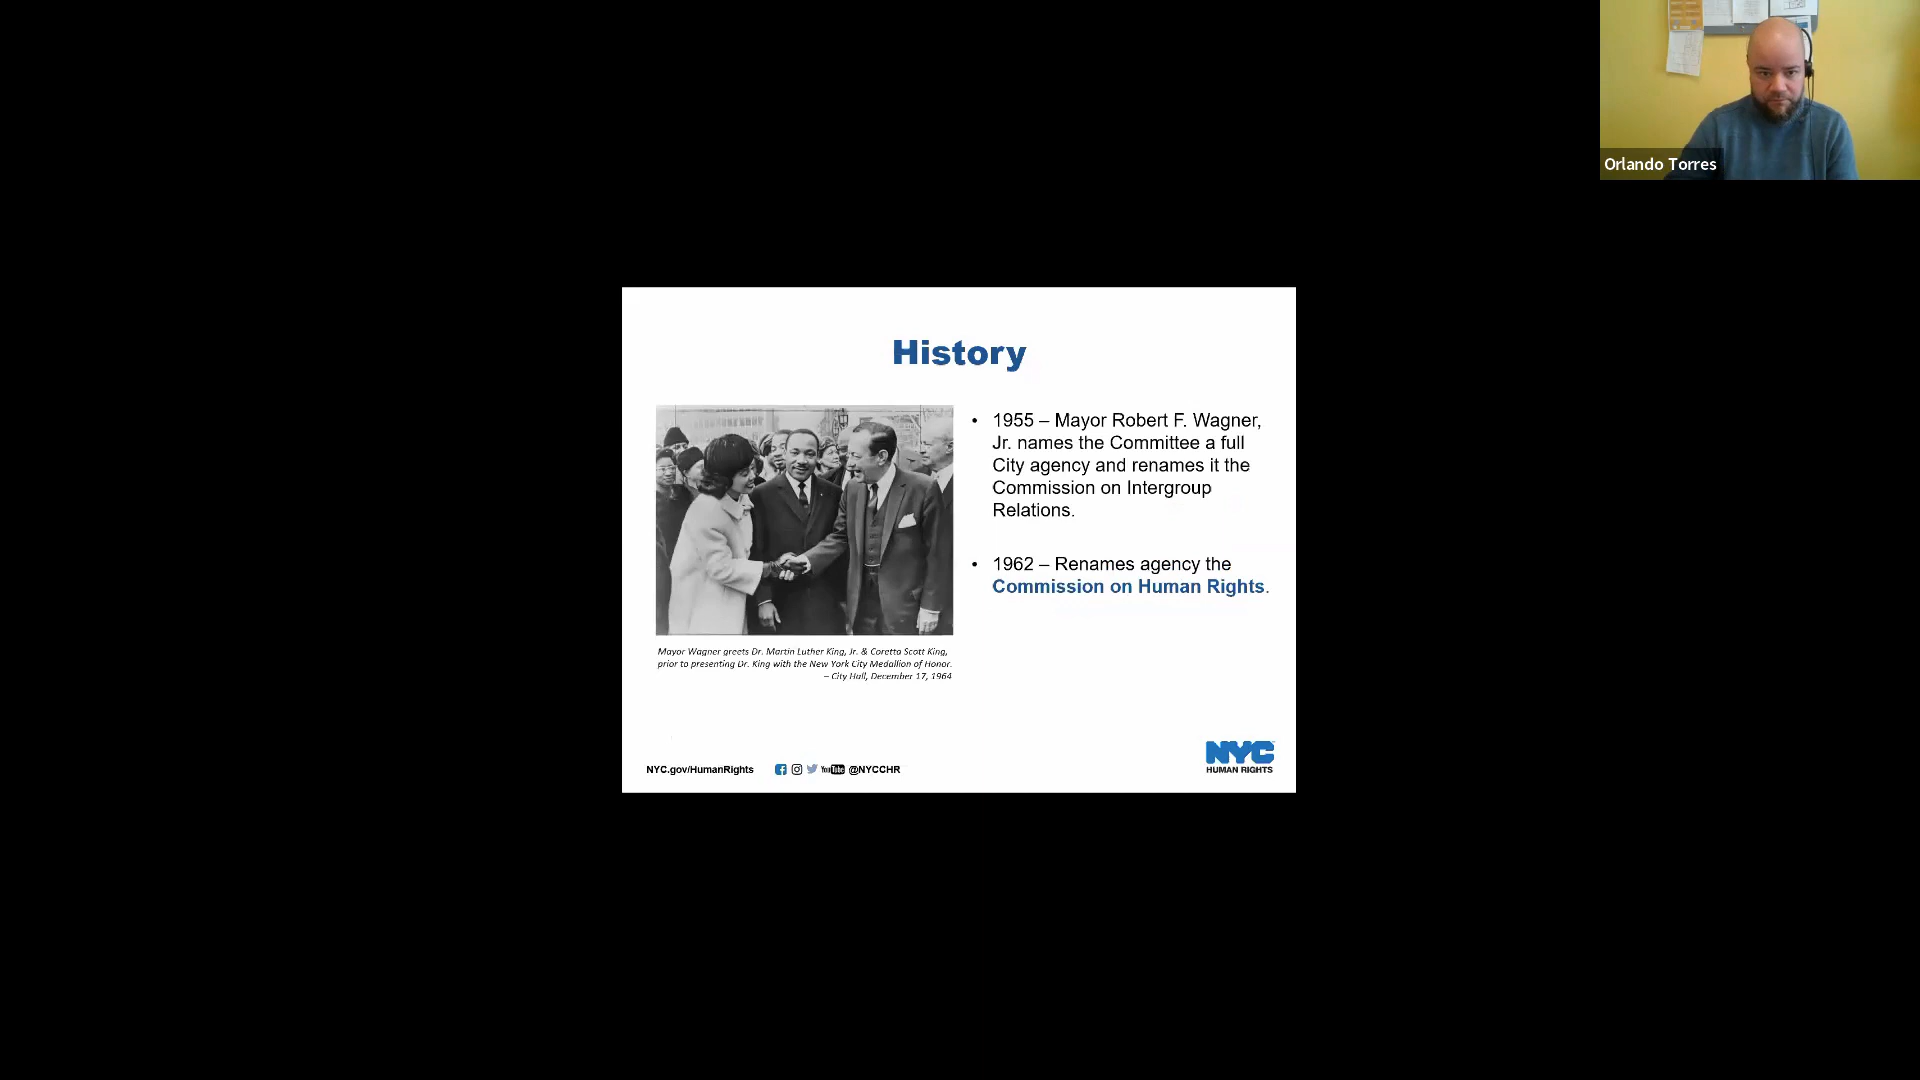 Orlando Torres
History
• 1955 – Mayor Robert F. Wagner,
Jr. names the Committee a full
City agency and renames it the
Commission on Intergroup
Relations.
• 1962 – Renames agency the
Commission on Human Rights.
Mayor Wagner greets Dr. Martin Luther King, Jr. & Coretta Scott King,
prior to presenting Dr. King with the New York City Medallion of Honor.
– City Hall, December 17, 1964
NYC.gov/HumanRights
YouTube @NYCCHR
NYC
HUMAN RIGHTS